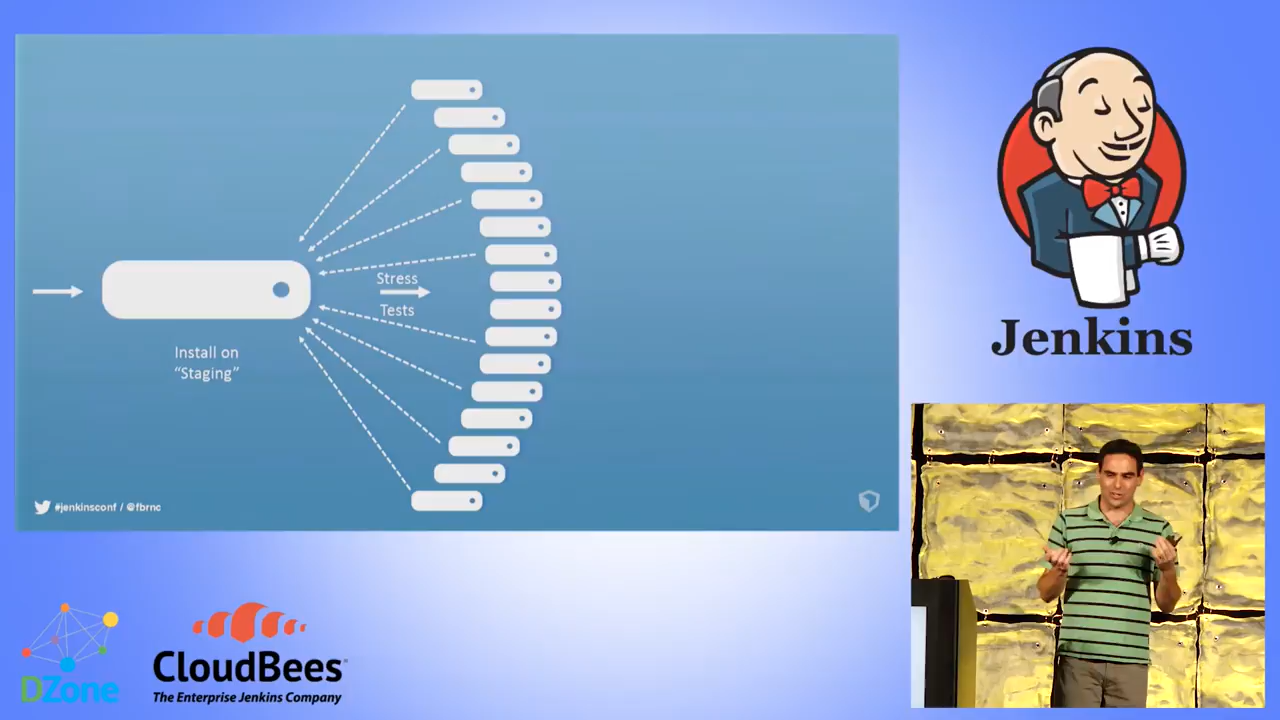 Stress
Tests
Install on
“Staging”
#jenkinsconf / @fbrnc
Jenkins
DZone
CloudBees
The Enterprise Jenkins Company